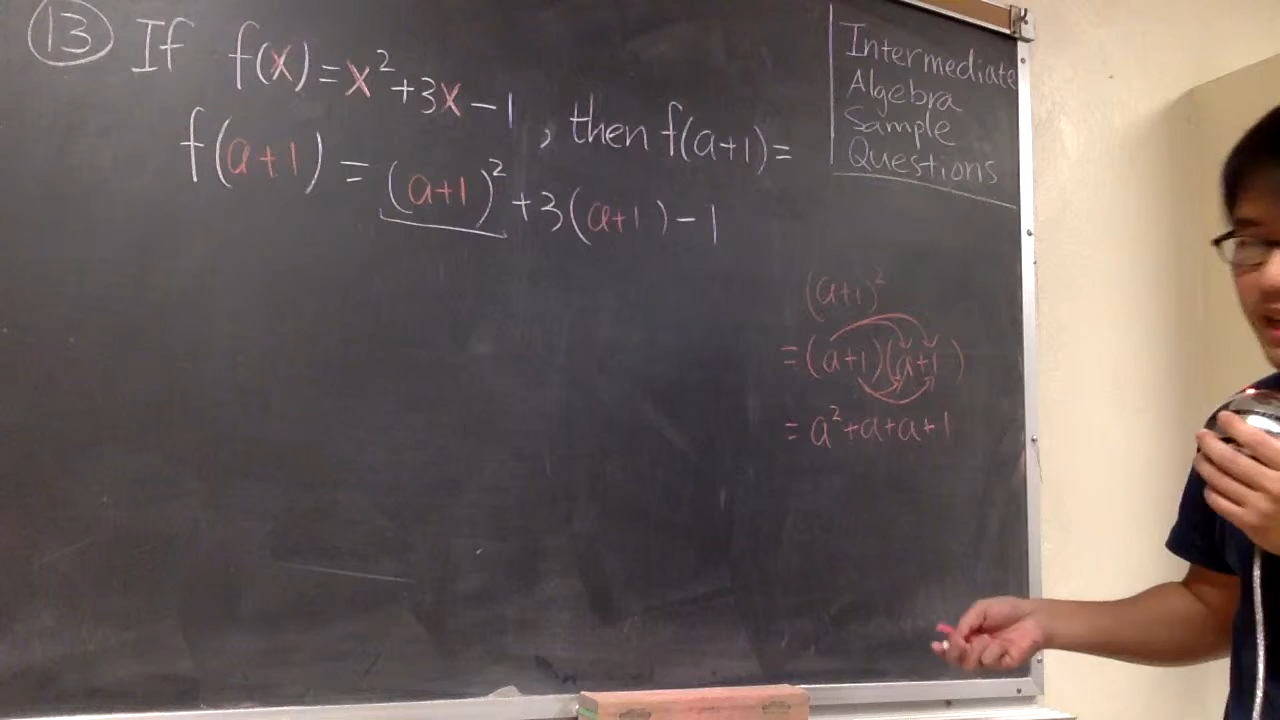 13 If f(x)=x²+3x-1, then f(a+1)=
f(a+1) = (a+1)²+3(a+1)-1
Intermediate
Algebra
Sample
Questions
(a+1)²
=(a+1)(a+1)
=a²+a+a+1